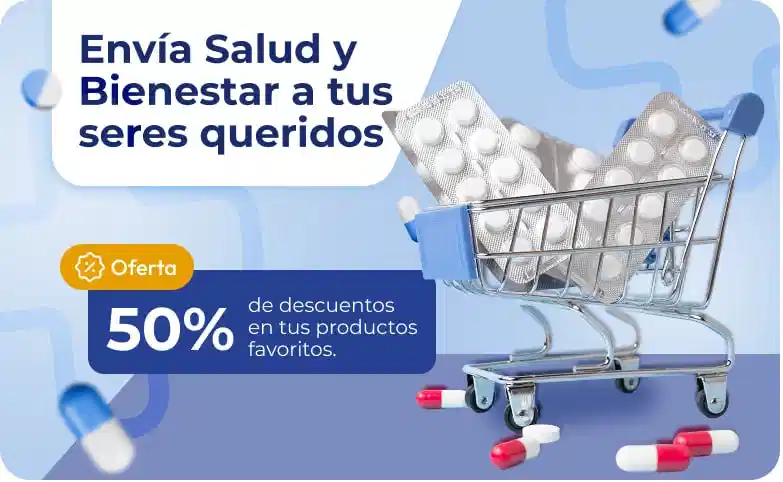 Envía Salud y
Bienestar a tus
seres queridos
Oferta
50%
de descuentos
en tus productos
favoritos.